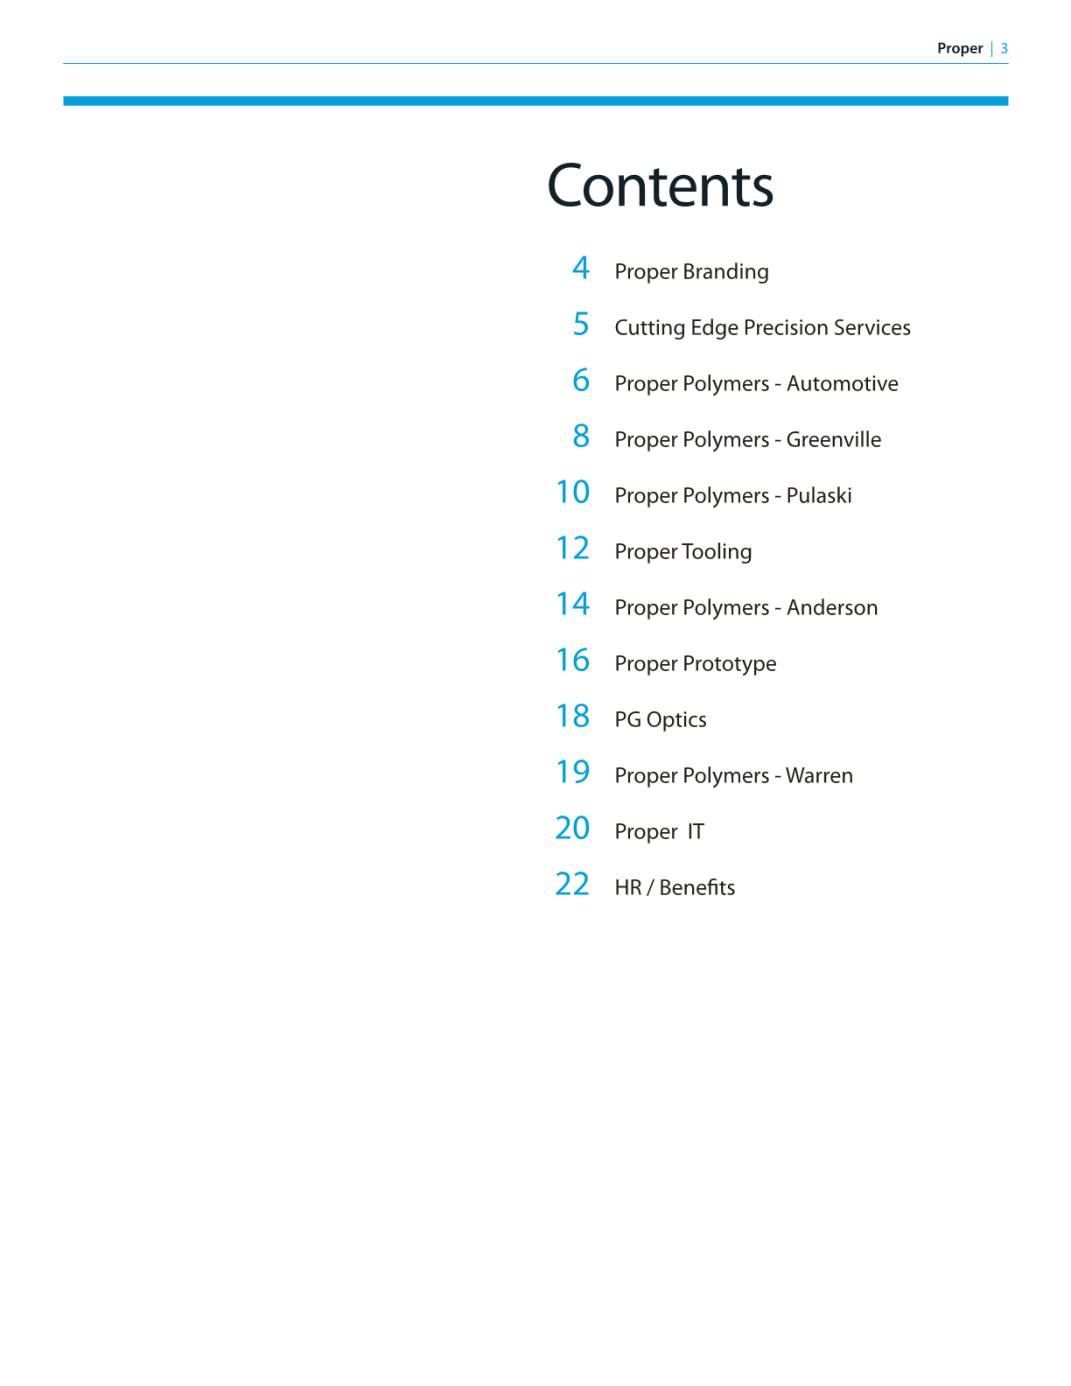 Proper | 3
Contents
4 Proper Branding
5 Cutting Edge Precision Services
6 Proper Polymers - Automotive
8 Proper Polymers - Greenville
10 Proper Polymers - Pulaski
12 Proper Tooling
14 Proper Polymers - Anderson
16 Proper Prototype
18 PG Optics
19 Proper Polymers - Warren
20 Proper  IT
22 HR / Benefits